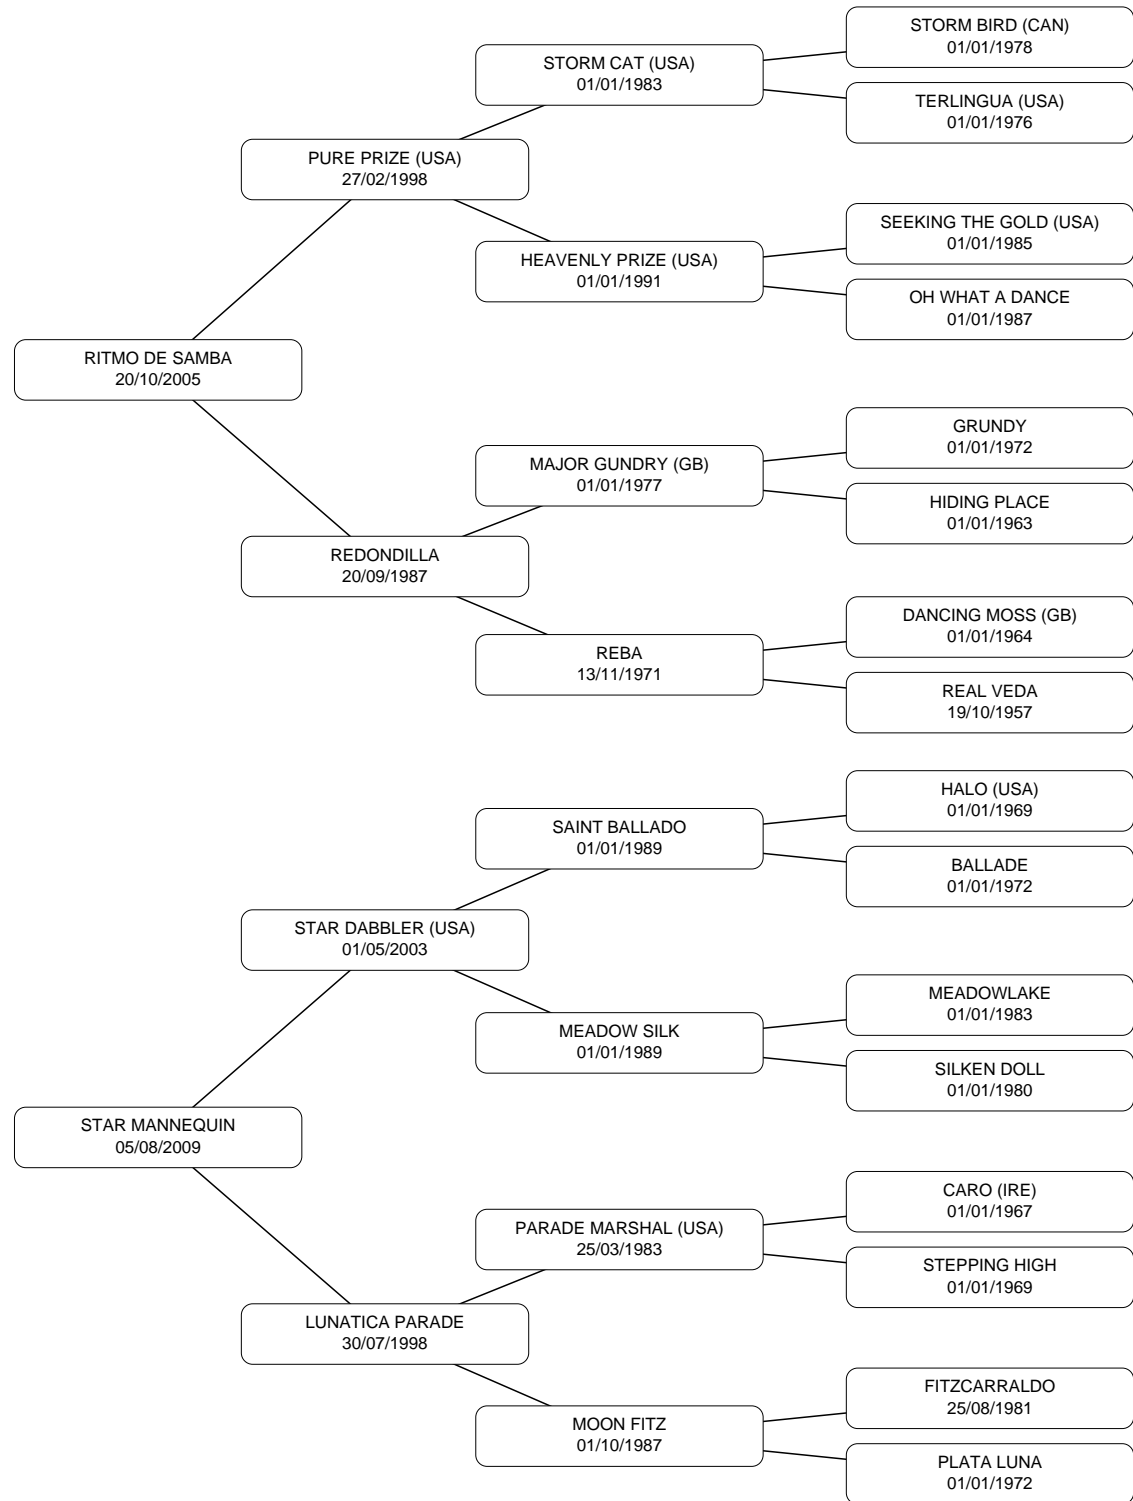 STORM BIRD (CAN)
01/01/1978
STORM CAT (USA)
01/01/1983
TERLINGUA (USA)
01/01/1976
PURE PRIZE (USA)
27/02/1998
SEEKING THE GOLD (USA)
01/01/1985
HEAVENLY PRIZE (USA)
01/01/1991
OH WHAT A DANCE
01/01/1987
RITMO DE SAMBA
20/10/2005
GRUNDY
01/01/1972
MAJOR GUNDRY (GB)
01/01/1977
HIDING PLACE
01/01/1963
REDONDILLA
20/09/1987
DANCING MOSS (GB)
01/01/1964
REBA
13/11/1971
REAL VEDA
19/10/1957
HALO (USA)
01/01/1969
SAINT BALLADO
01/01/1989
BALLADE
01/01/1972
STAR DABBLER (USA)
01/05/2003
MEADOWLAKE
01/01/1983
MEADOW SILK
01/01/1989
SILKEN DOLL
01/01/1980
STAR MANNEQUIN
05/08/2009
CARO (IRE)
01/01/1967
PARADE MARSHAL (USA)
25/03/1983
STEPPING HIGH
01/01/1969
LUNATICA PARADE
30/07/1998
FITZCARRALDO
25/08/1981
MOON FITZ
01/10/1987
PLATA LUNA
01/01/1972